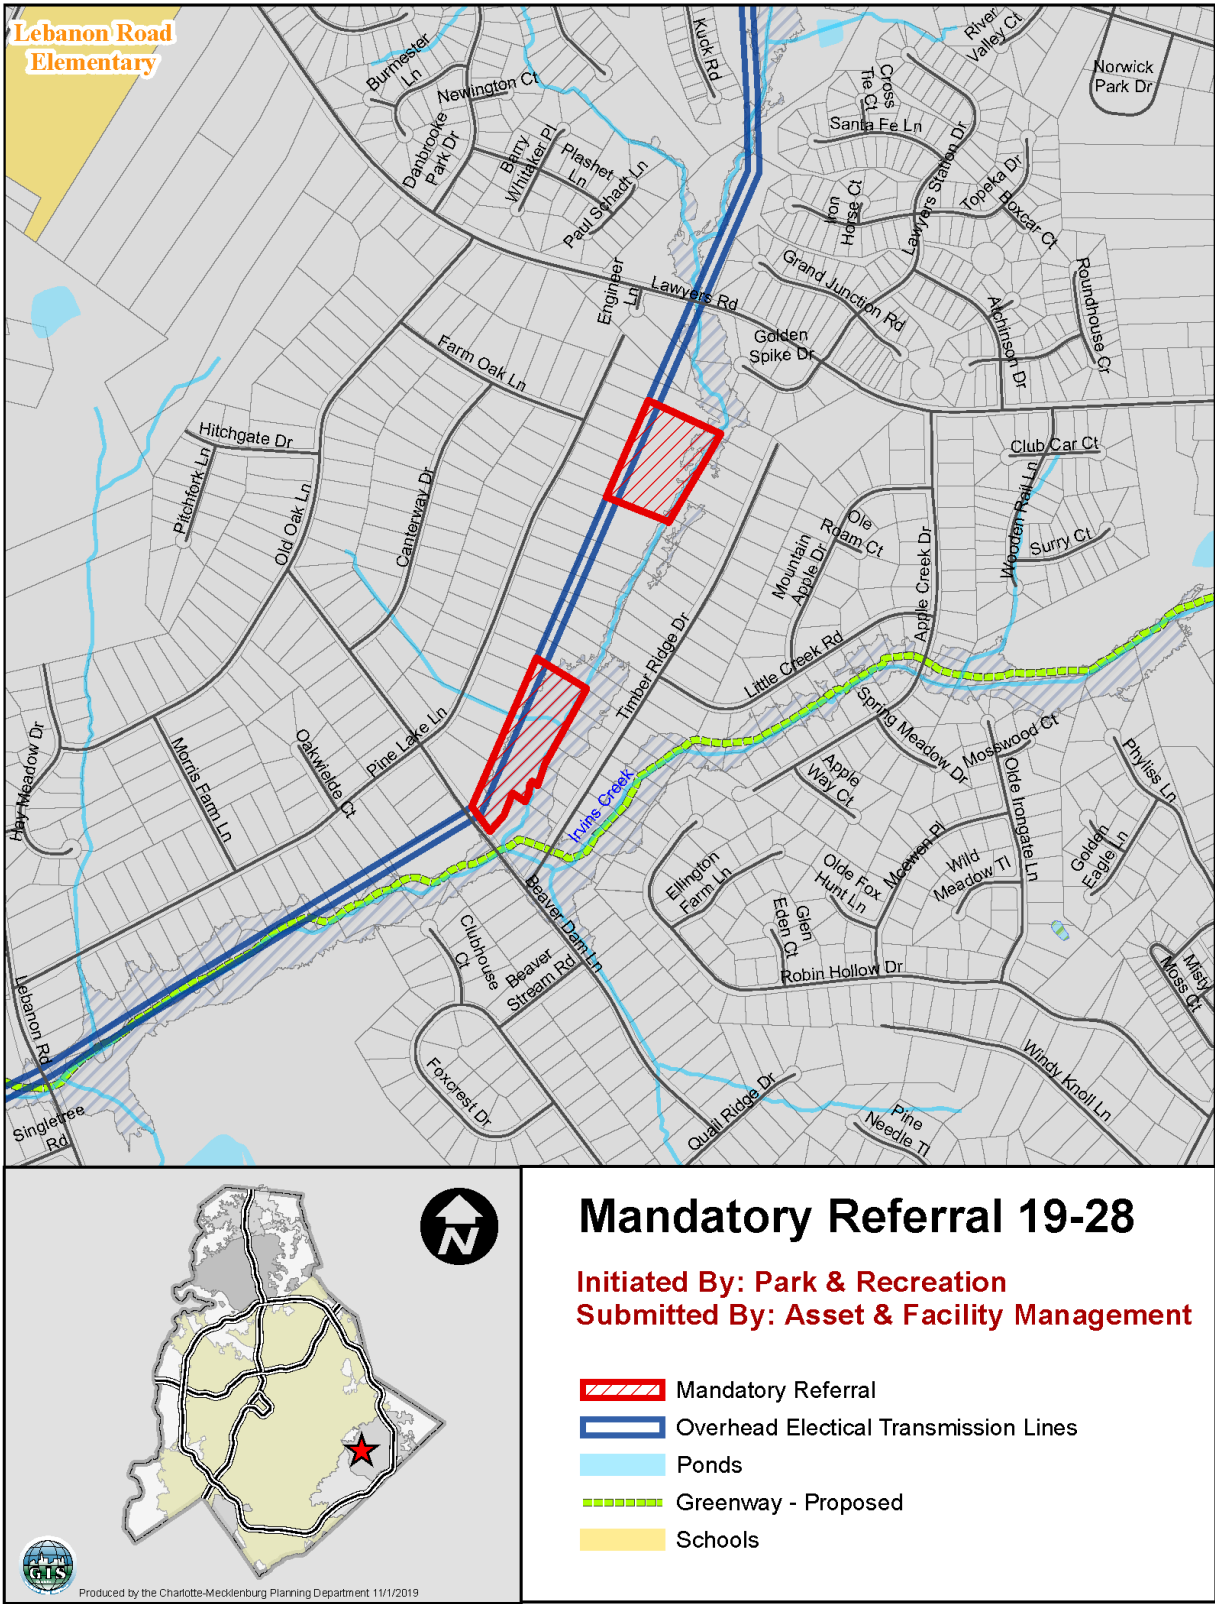 Lebanon Road
Elementary
Burmester
Ln
Newington Ct
Danbrooke
Park Dr
Barry
Whitaker Pl
Plashet
Ln
Paul Schadt Ln
Kuck Rd
River
Valley Ct
Norwick
Park Dr
Cross
Tie Ct
Santa Fe Ln
Lawyers Station Dr
Topeka Dr
Boxcar Ct
Iron
Horse Ct
Grand Junction Rd
Roundhouse Cr
Atchinson Dr
Engineer
Ln
Lawyers Rd
Golden
Spike Dr
Farm Oak Ln
Hitchgate Dr
Pitchfork Ln
Old Oak Ln
Canterway Dr
Club Car Ct
Wooden Rail Ln
Surry Ct
Ole
Roam Ct
Mountain
Apple Dr
Apple Creek Dr
Little Creek Rd
Timber Ridge Dr
Hay Meadow Dr
Morris Farm Ln
Oakwielde Ct
Pine Lake Ln
Irvins Creek
Spring Meadow Dr
Mosswood Ct
Apple
Way Ct
Olde Irongate Ln
Phyliss Ln
Golden
Eagle Ln
Mcewen Pl
Wild
Meadow Tl
Olde Fox
Hunt Ln
Ellington
Farm Ln
Glen
Eden Ct
Robin Hollow Dr
Misty
Moss Ct
Beaver Dam Ln
Clubhouse
Ct
Beaver
Stream Rd
Lebanon Rd
Singletree
Rd
Foxcrest Dr
Quail Ridge Dr
Pine
Needle Tl
Windy Knoll Ln
N
GIS
Produced by the Charlotte-Mecklenburg Planning Department 11/1/2019
Mandatory Referral 19-28
Initiated By: Park & Recreation
Submitted By: Asset & Facility Management
Mandatory Referral
Overhead Electical Transmission Lines
Ponds
Greenway - Proposed
Schools